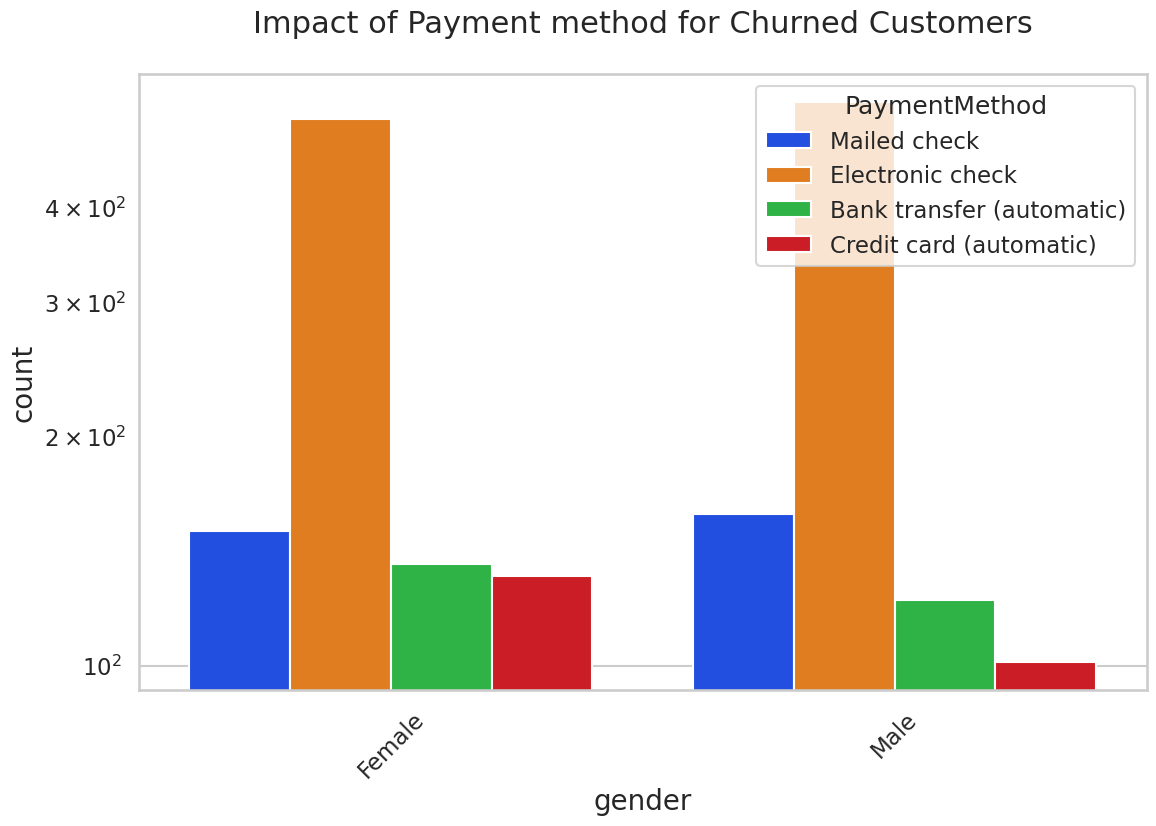 Impact of Payment method for Churned Customers
PaymentMethod
Mailed check
Electronic check
Bank transfer (automatic)
Credit card (automatic)
4 × 10²
3 × 10²
2 × 10²
10²
count
Female
Male
gender